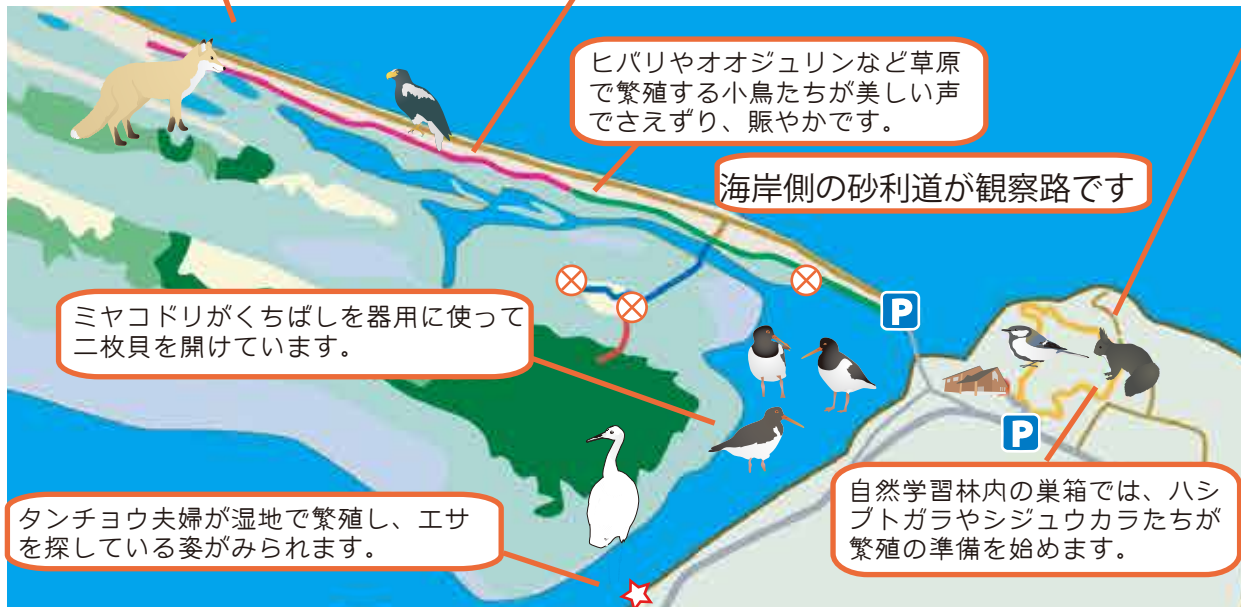 ヒバリやオオジュリンなど草原
で繁殖する小鳥たちが美しい声
でさえずり、賑やかです。
海岸側の砂利道が観察路です
ミヤコドリがくちばしを器用に使って
二枚貝を開けています。
P
P
タンチョウ夫婦が湿地で繁殖し、エサ
を探している姿がみられます。
自然学習林内の巣箱では、ハシ
ブトガラやシジュウカラたちが
繁殖の準備を始めます。